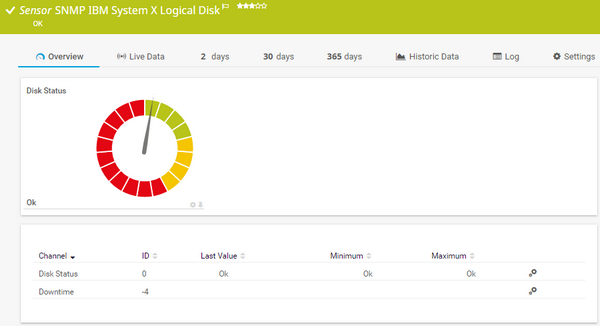 Sensor SNMP IBM System X Logical Disk
OK
Overview Live Data 2 days 30 days 365 days Historic Data Log Settings
Disk Status
Ok
Channel ID Last Value Minimum Maximum
Disk Status 0 Ok Ok Ok
Downtime -4